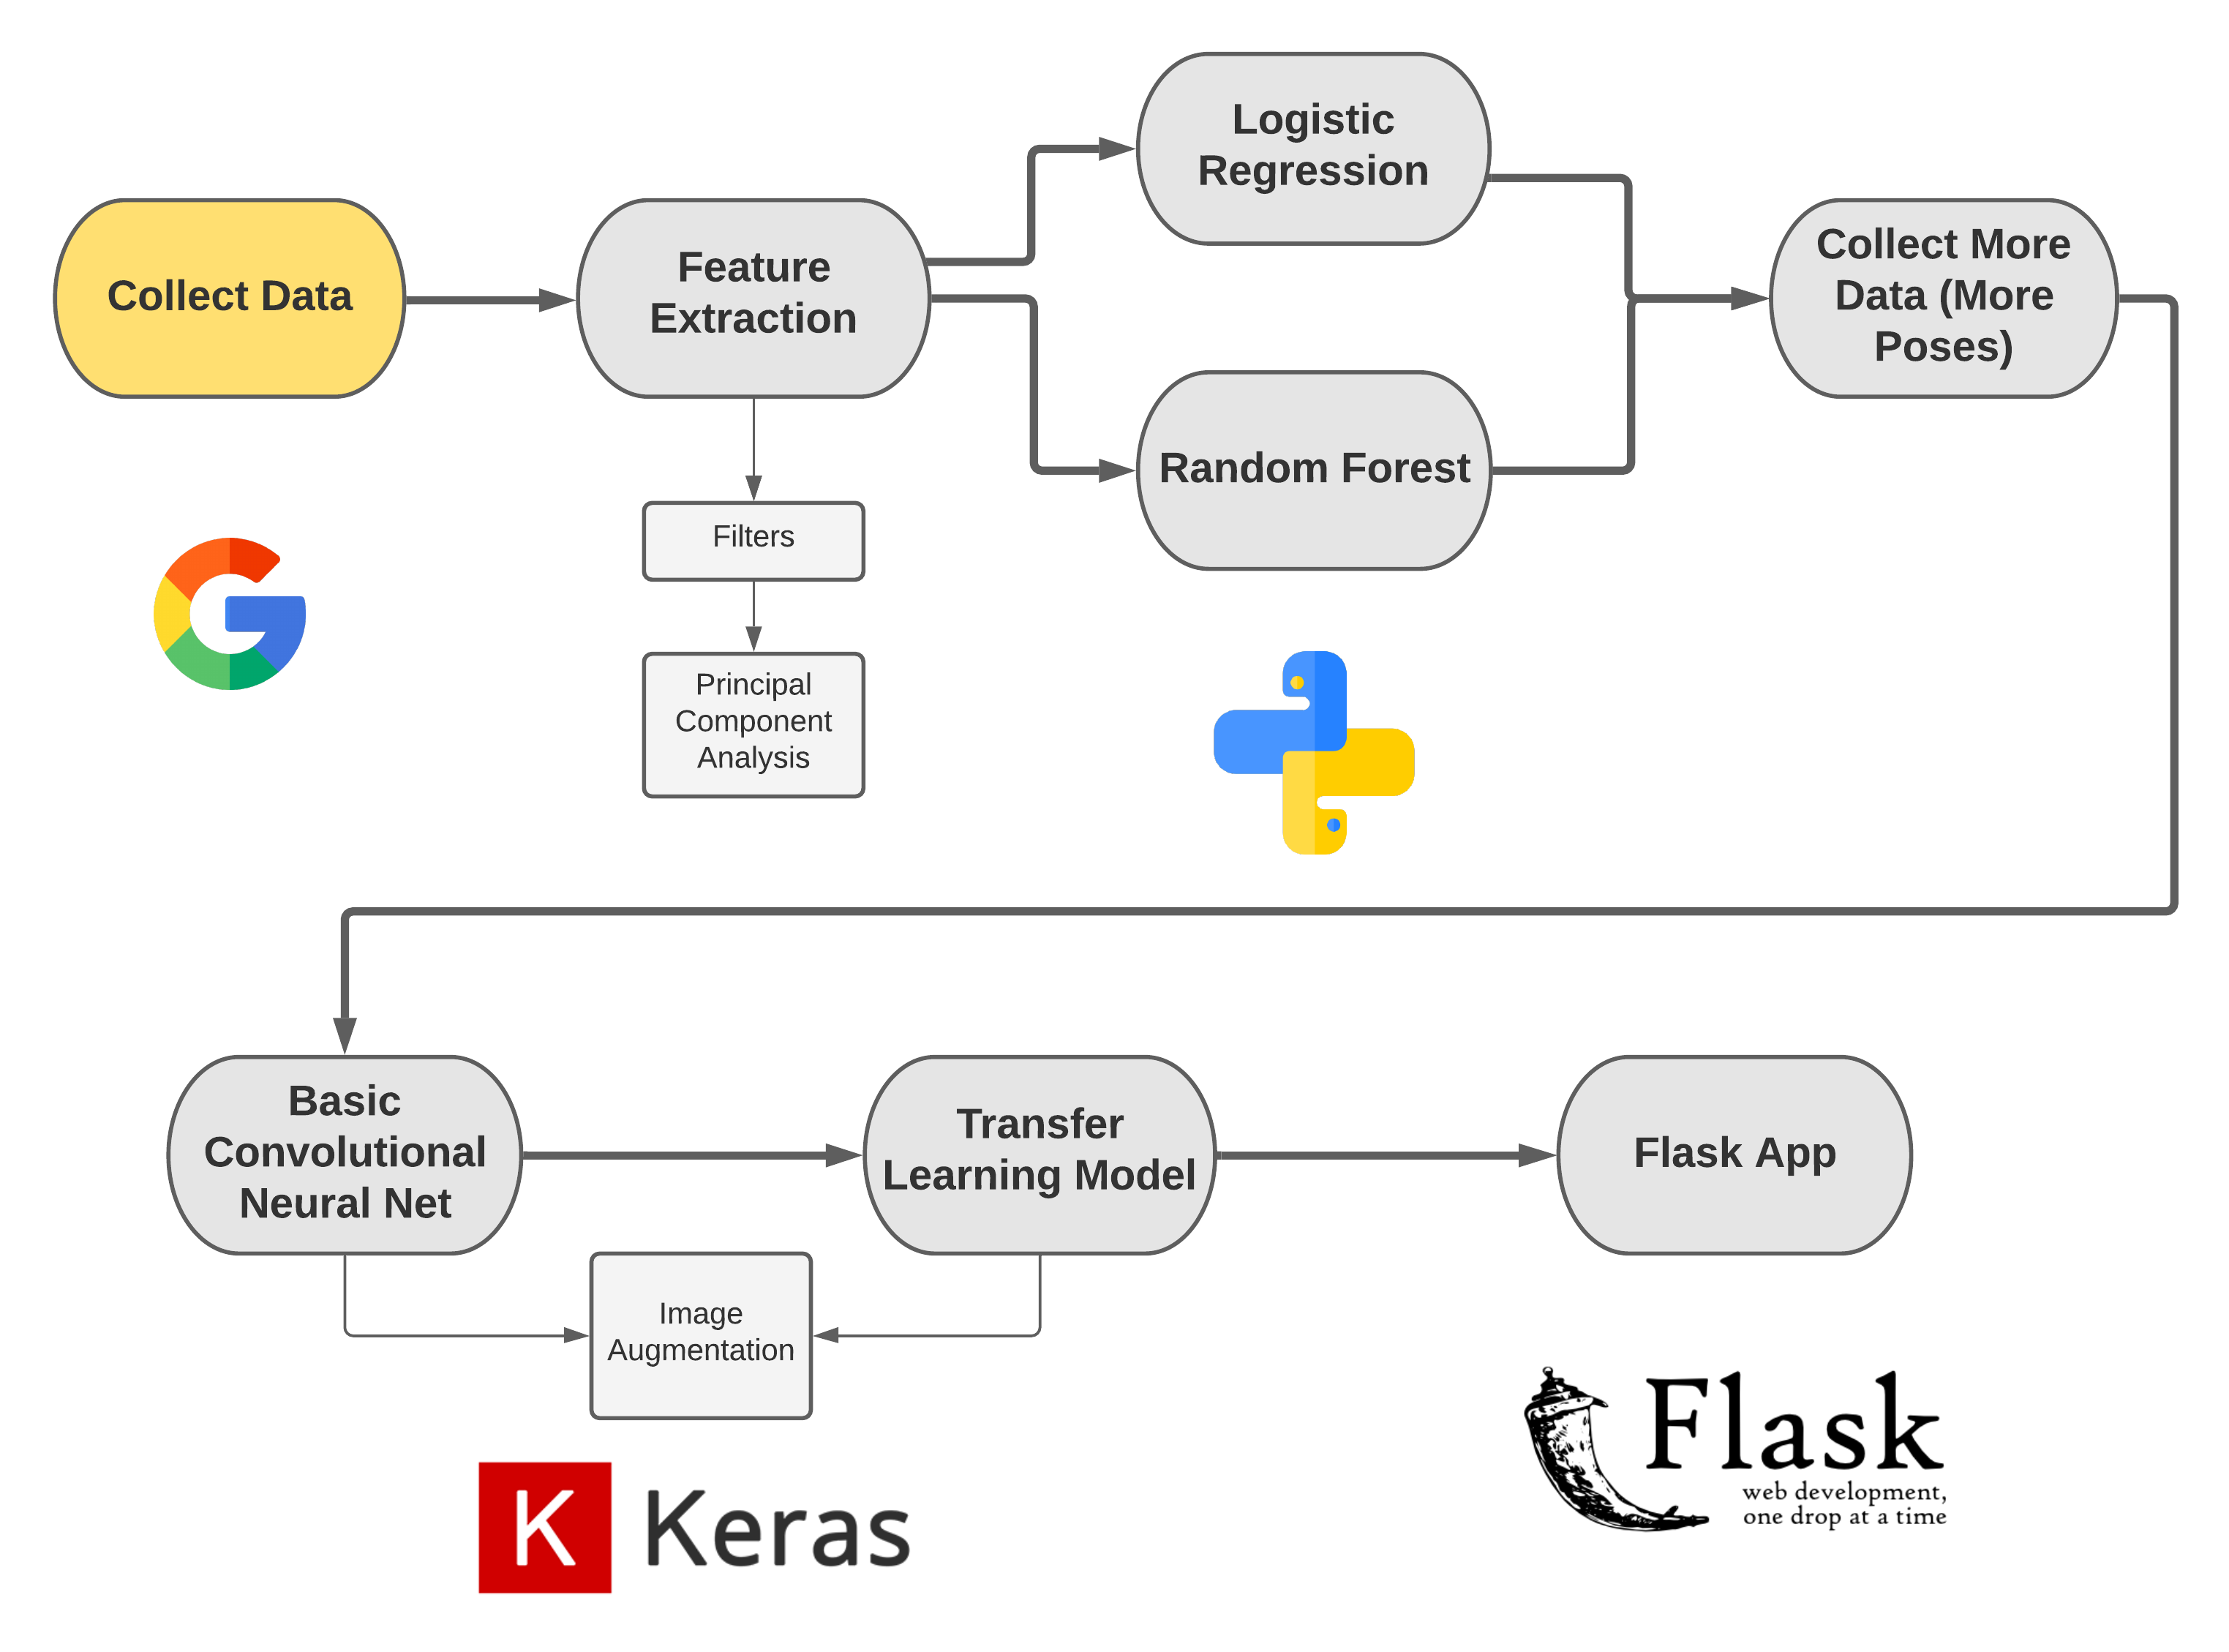 Collect Data
Feature
Extraction
Filters
Principal
Component
Analysis
Logistic
Regression
Random Forest
Collect More
Data (More
Poses)
Basic
Convolutional
Neural Net
Transfer
Learning Model
Flask App
Image
Augmentation
K Keras
Flask
web development,
one drop at a time